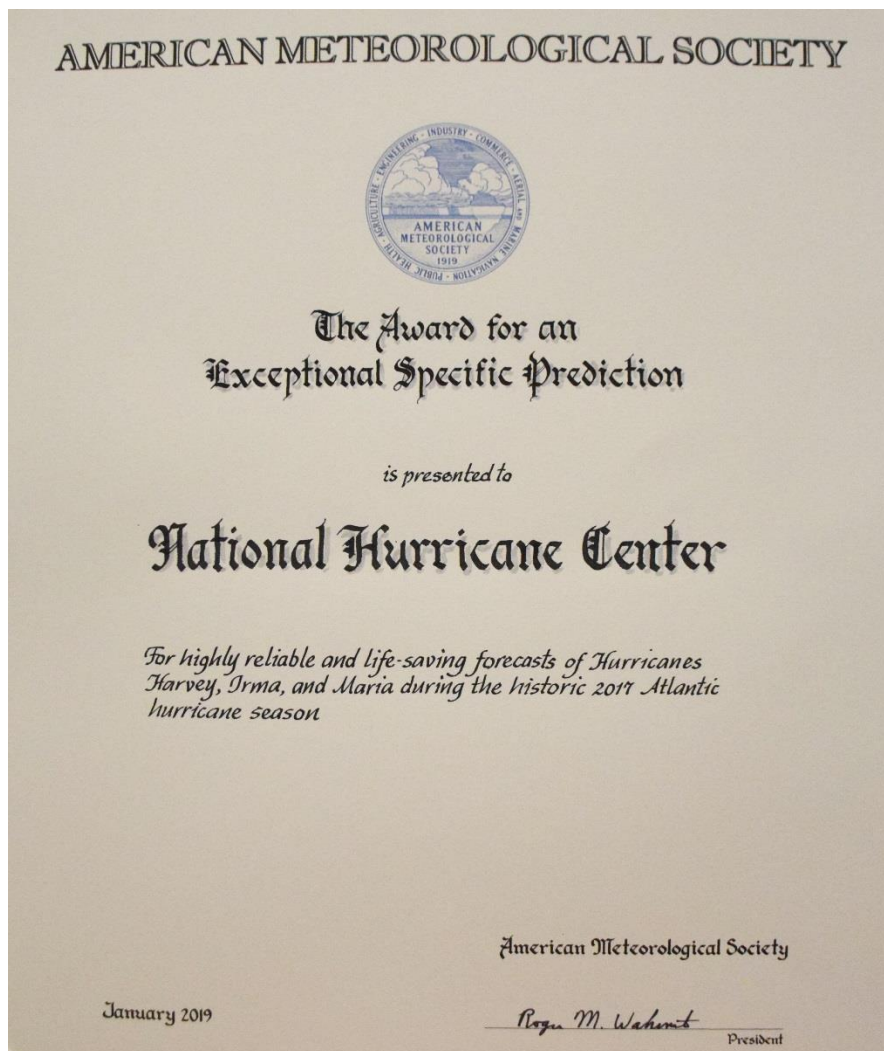 AMERICAN METEOROLOGICAL SOCIETY
PUBLIC HEALTH · AGRICULTURE · ENGINEERING · INDUSTRY · COMMERCE · AERIAL AND MARINE NAVIGATION
AMERICAN
METEOROLOGICAL
SOCIETY
1919
The Award for an
Exceptional Specific Prediction
is presented to
National Hurricane Center
For highly reliable and life-saving forecasts of Hurricanes
Harvey, Irma, and Maria during the historic 2017 Atlantic
hurricane season
American Meteorological Society
January 2019
Roger M. Wakimoto
President